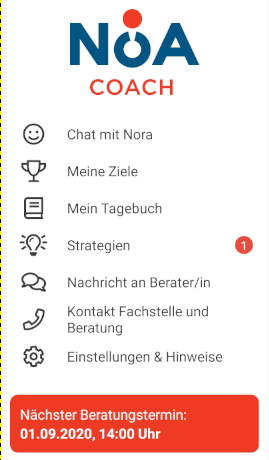 NOA
COACH
Chat mit Nora
Meine Ziele
Mein Tagebuch
Strategien 1
Nachricht an Berater/in
Kontakt Fachstelle und
Beratung
Einstellungen & Hinweise
Nächster Beratungstermin:
01.09.2020, 14:00 Uhr